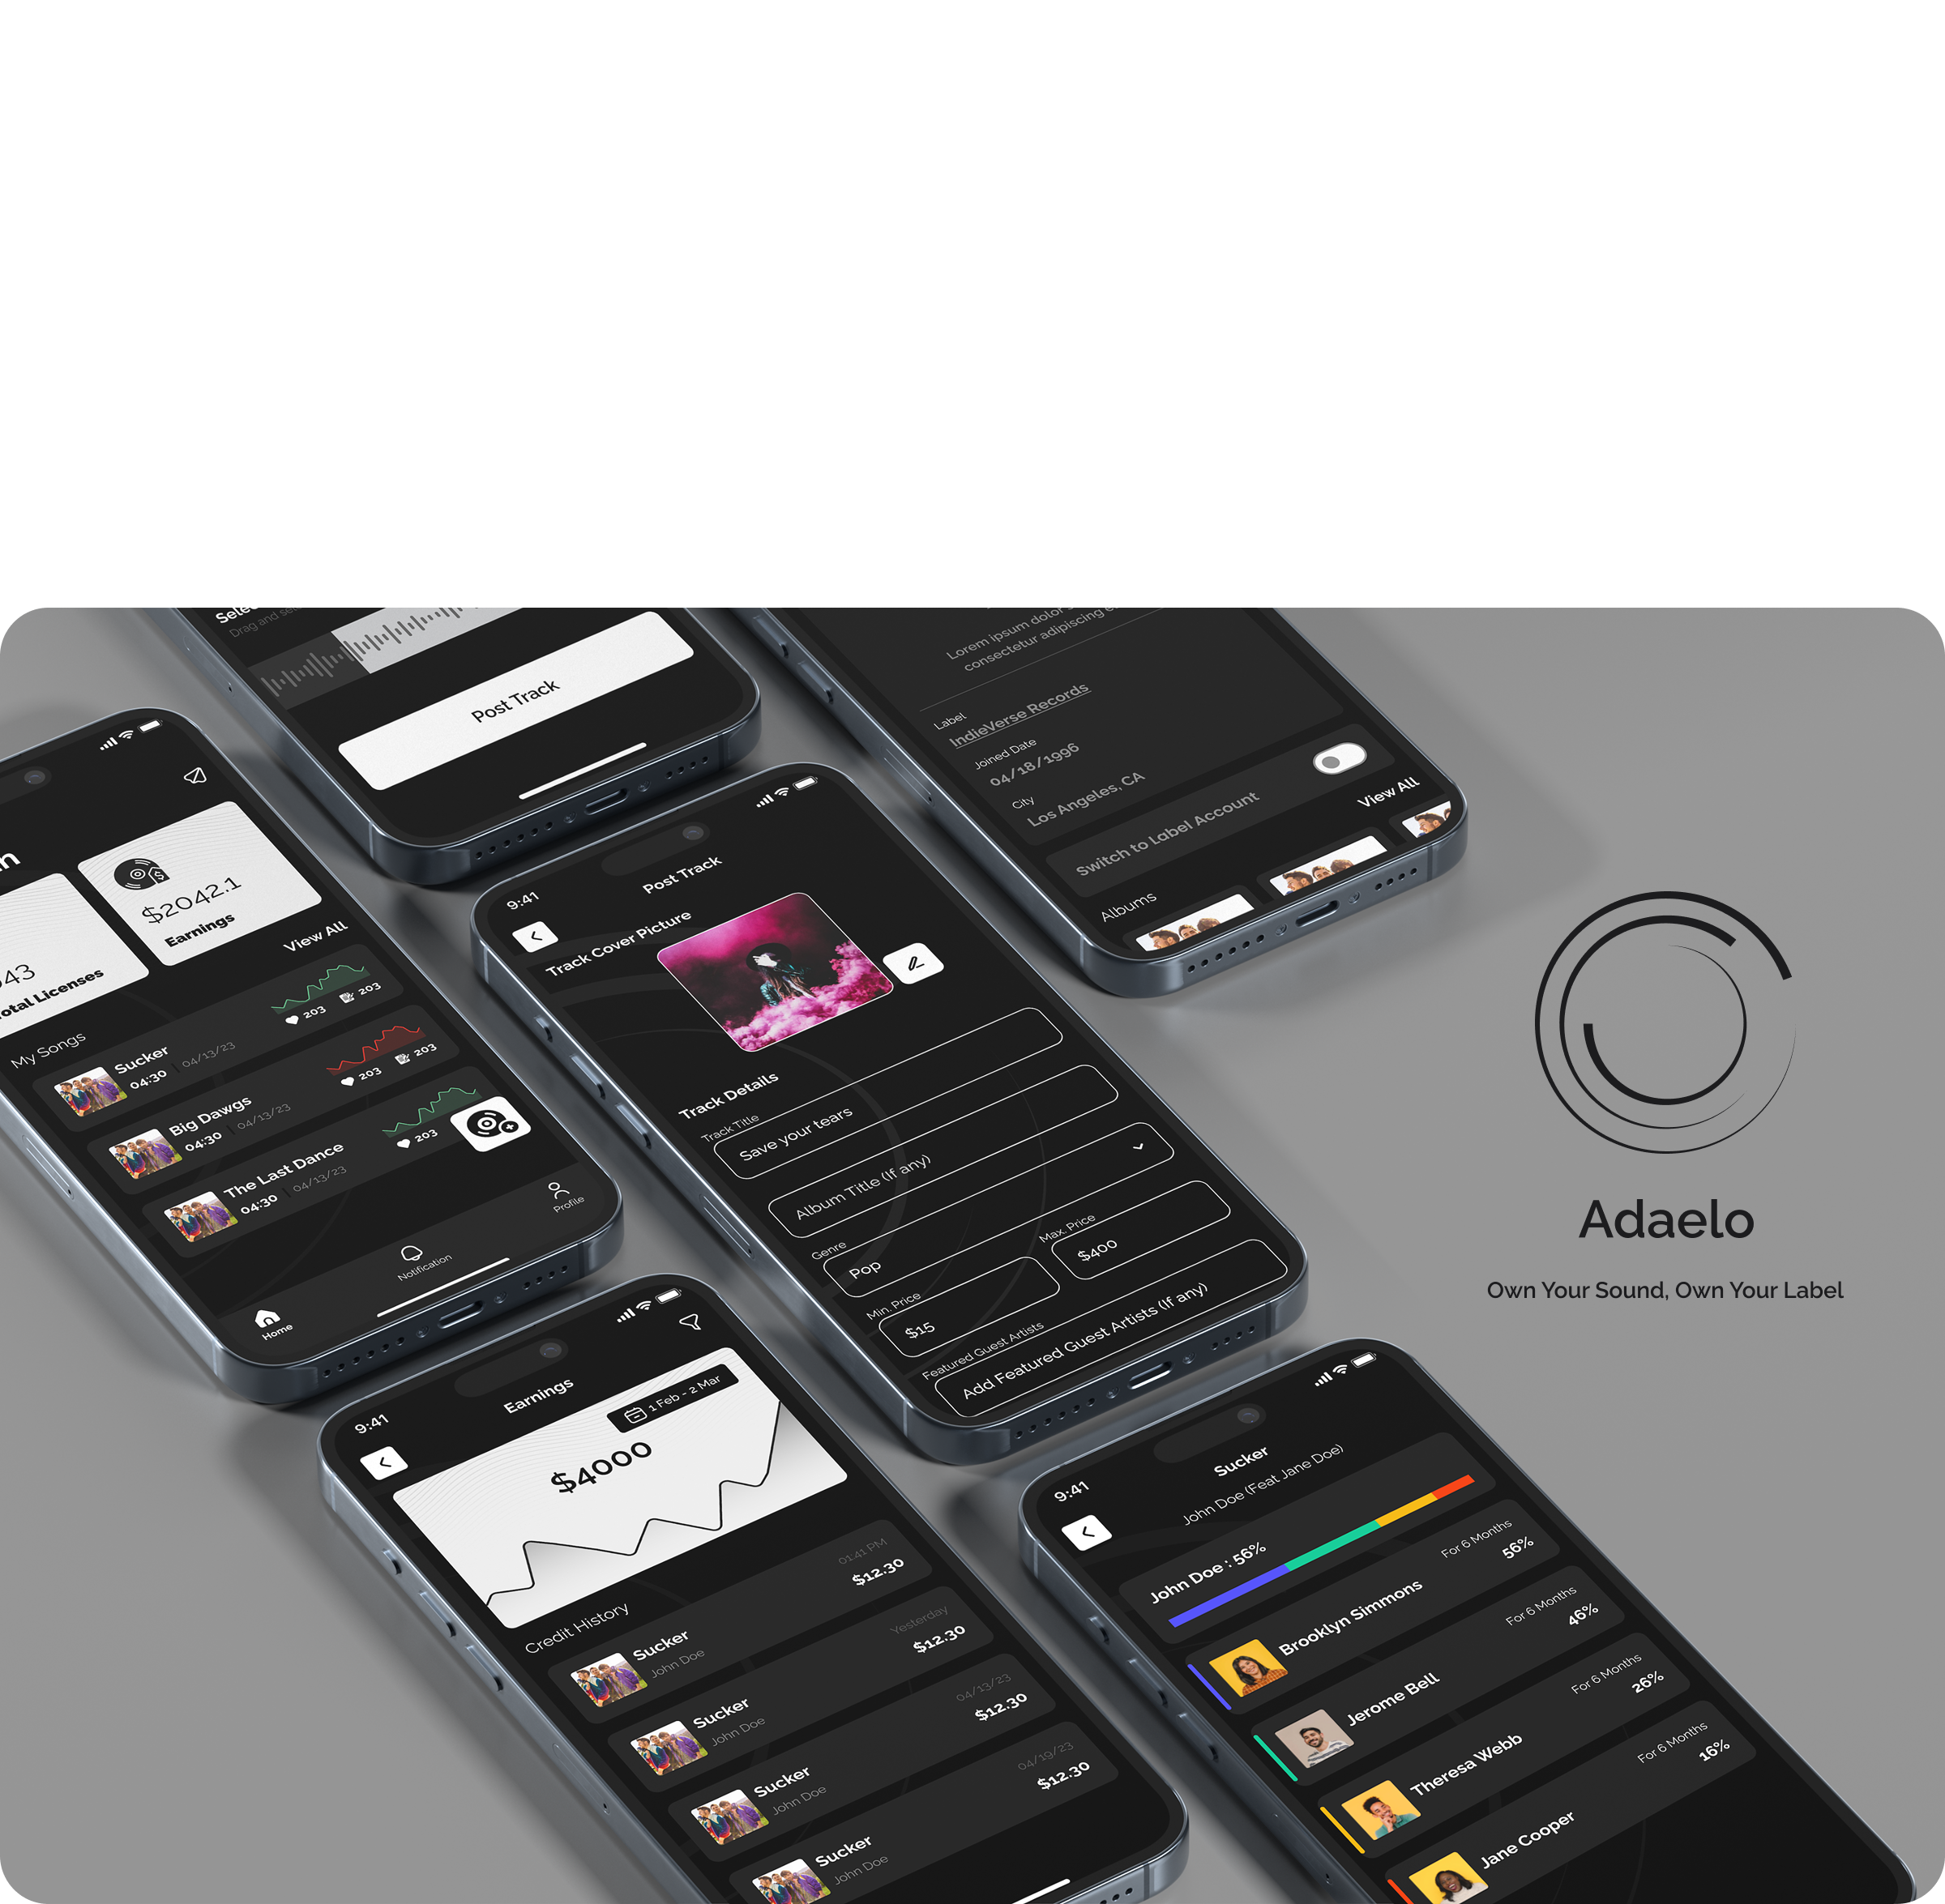 Drag and
Post Track
Lorem ipsum dolor
consectetur adipiscing
Label
IndieVerse Records
Joined Date
04/18/1996
City
Los Angeles, CA
Switch to Label Account
View All
Albums
$2042.1
Earnings
Total Licenses
View All
My Songs
Sucker
04:30 | 04/13/23
203 203
Big Dawgs
04:30 | 04/13/23
203 203
The Last Dance
04:30 | 04/13/23
203
Home
Notification
Profile
9:41
Post Track
Track Cover Picture
Track Details
Track Title
Save your tears
Album Title (If any)
Genre
Pop
Min. Price
$15
Max. Price
$400
Featured Guest Artists
Add Featured Guest Artists (If any)
Adaelo
Own Your Sound, Own Your Label
9:41
Earnings
1 Feb - 2 Mar
$4000
Credit History
Sucker
John Doe
01:41 PM
$12.30
Sucker
John Doe
Yesterday
$12.30
Sucker
John Doe
04/13/23
$12.30
Sucker
John Doe
04/19/23
$12.30
9:41
Sucker
John Doe (Feat Jane Doe)
John Doe : 56%
Brooklyn Simmons
For 6 Months
56%
Jerome Bell
For 6 Months
46%
Theresa Webb
For 6 Months
26%
Jane Cooper
For 6 Months
16%